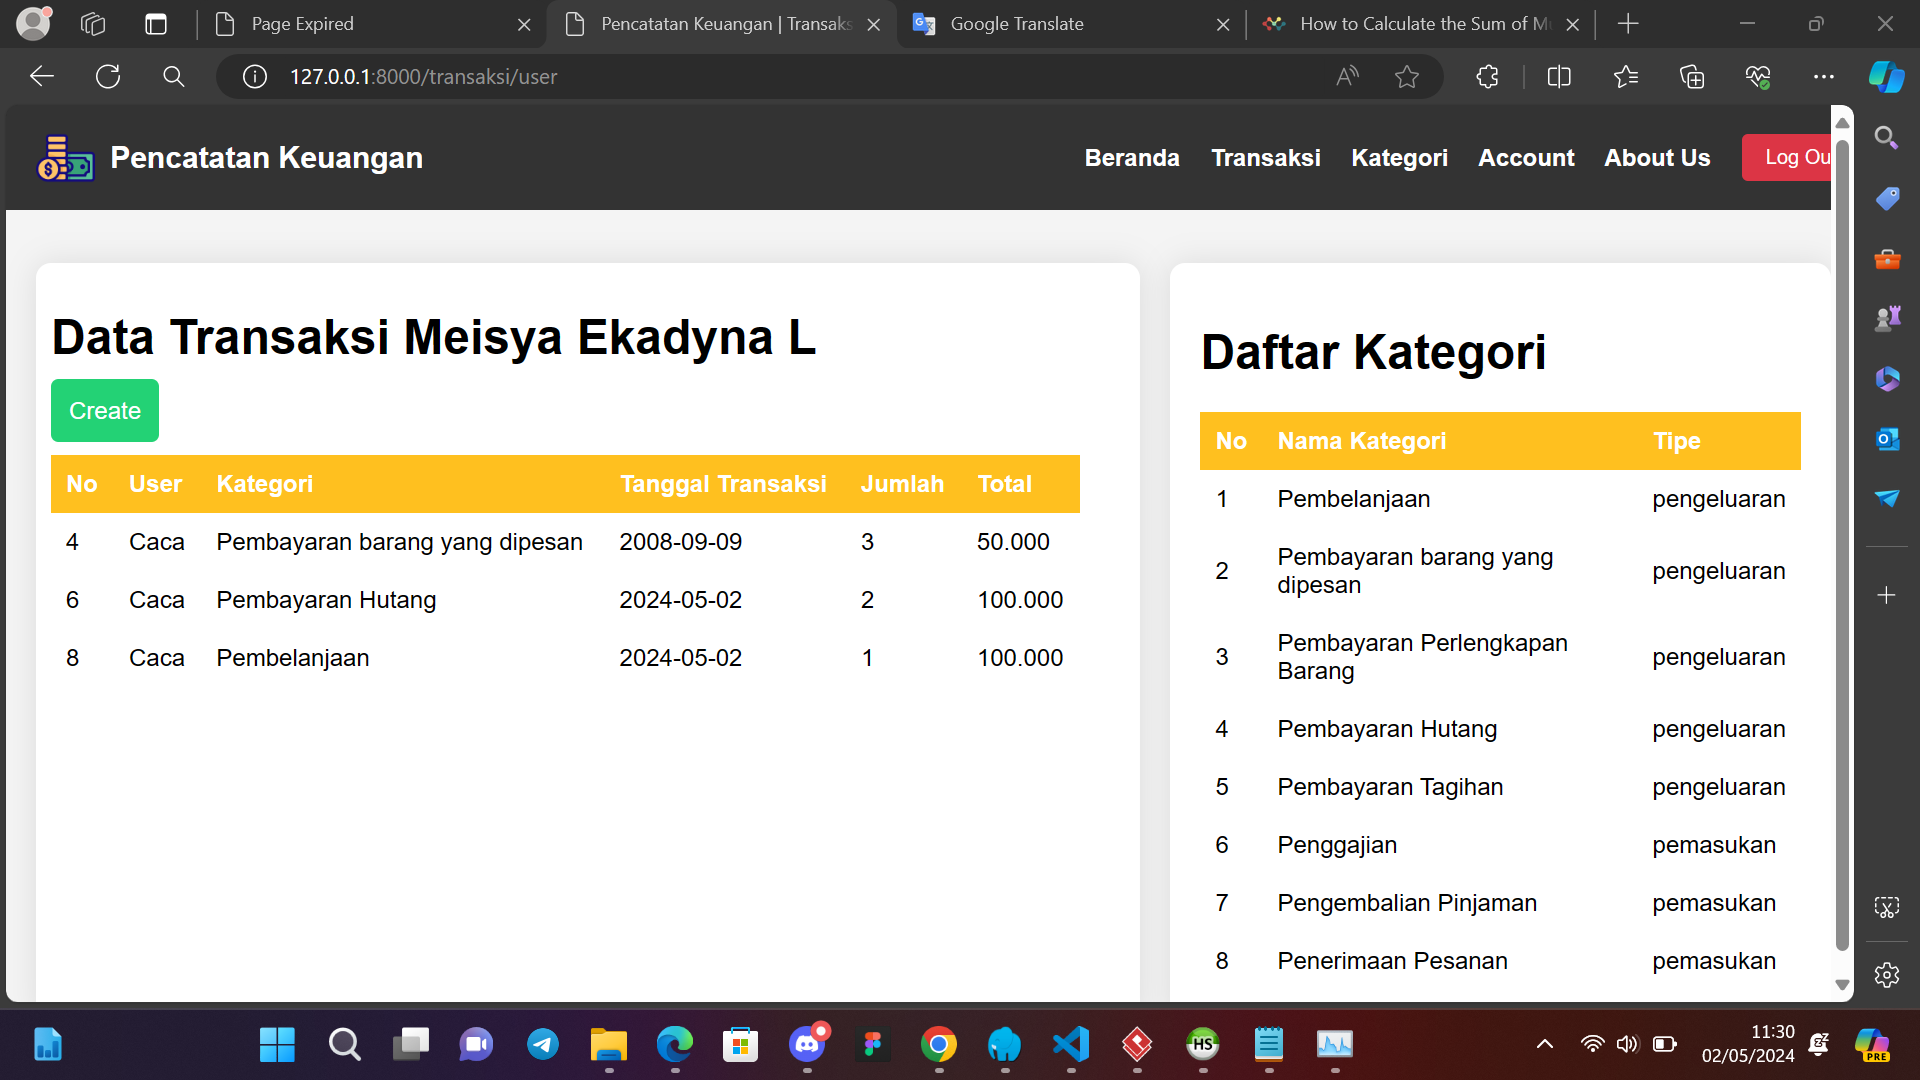 Page Expired
Pencatatan Keuangan | Transaks
Google Translate
How to Calculate the Sum of M
127.0.0.1:8000/transaksi/user
Pencatatan Keuangan
Beranda Transaksi Kategori Account About Us Log Ou
Data Transaksi Meisya Ekadyna L
Create
No User Kategori Tanggal Transaksi Jumlah Total
4 Caca Pembayaran barang yang dipesan 2008-09-09 3 50.000
6 Caca Pembayaran Hutang 2024-05-02 2 100.000
8 Caca Pembelanjaan 2024-05-02 1 100.000
Daftar Kategori
No Nama Kategori Tipe
1 Pembelanjaan pengeluaran
2 Pembayaran barang yang
dipesan pengeluaran
3 Pembayaran Perlengkapan
Barang pengeluaran
4 Pembayaran Hutang pengeluaran
5 Pembayaran Tagihan pengeluaran
6 Penggajian pemasukan
7 Pengembalian Pinjaman pemasukan
8 Penerimaan Pesanan pemasukan
HS
11:30
02/05/2024
PRE